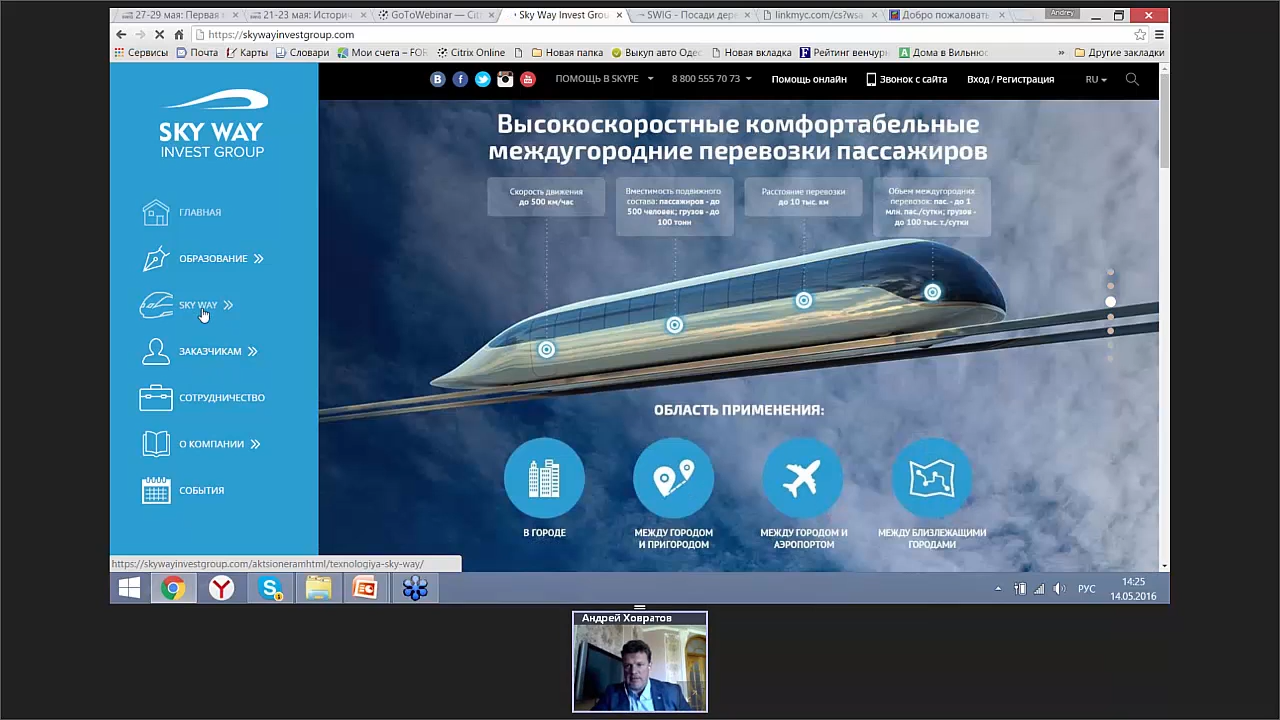 27-29 мая: Первая
21-23 мая: Истори
GoToWebinar — Cit
Sky Way Invest Grou
SWIG - Посади дер
linkmyc.com/cs?wsa
Добро пожаловать
Andrey
https://skywayinvestgroup.com
Сервисы
Почта
Карты
Словари
Мои счета – FOR
Citrix Online
Новая папка
Выкуп авто Одес
Новая вкладка
Рейтинг венчурн
Дома в Вильнюс
»
Другие закладки
SKY WAY
INVEST GROUP
ПОМОЩЬ В SKYPE
8 800 555 70 73
Помощь онлайн
Звонок с сайта
Вход / Регистрация
RU
ГЛАВНАЯ
ОБРАЗОВАНИЕ
SKY WAY
ЗАКАЗЧИКАМ
СОТРУДНИЧЕСТВО
О КОМПАНИИ
СОБЫТИЯ
Высокоскоростные комфортабельные
междугородние перевозки пассажиров
Скорость движения
до 500 км/час
Вместимость подвижного
состава: пассажиров - до
500 человек; грузов - до
100 тонн
Расстояние перевозки
до 10 тыс. км
Объем междугородних
перевозок: пас. - до 1
млн. пас./сутки; грузов -
до 100 тыс. т./сутки
ОБЛАСТЬ ПРИМЕНЕНИЯ:
В ГОРОДЕ
МЕЖДУ ГОРОДОМ
И ПРИГОРОДОМ
МЕЖДУ ГОРОДОМ И
АЭРОПОРТОМ
МЕЖДУ БЛИЗЛЕЖАЩИМИ
ГОРОДАМИ
https://skywayinvestgroup.com/aktsioneramhtml/texnologiya-sky-way/
РУС
14:25
14.05.2016
Андрей Ховратов